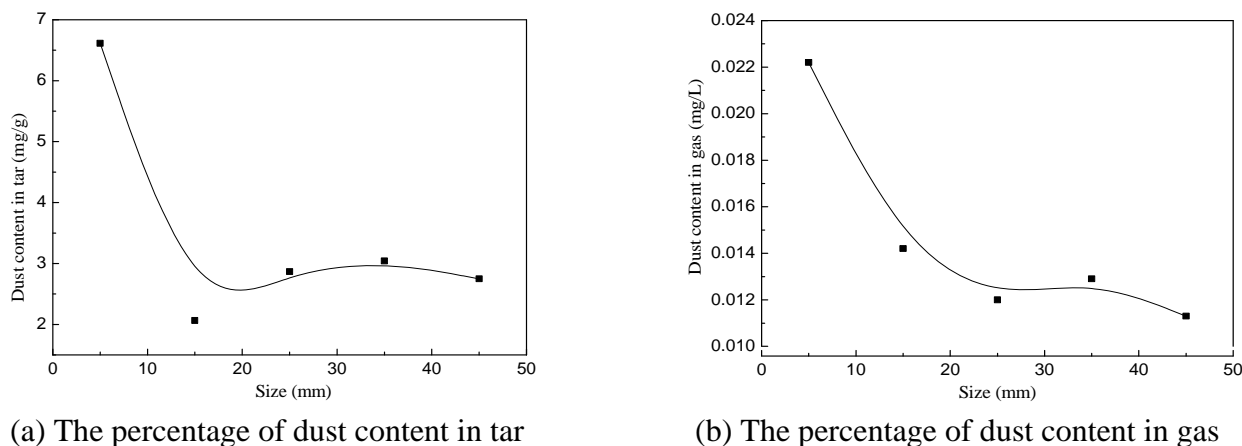 7
6
5
4
3
2
0 10 20 30 40 50
Dust content in tar (mg/g)
Size (mm)
(a) The percentage of dust content in tar
0.024
0.022
0.020
0.018
0.016
0.014
0.012
0.010
0 10 20 30 40 50
Dust content in gas (mg/L)
Size (mm)
(b) The percentage of dust content in gas